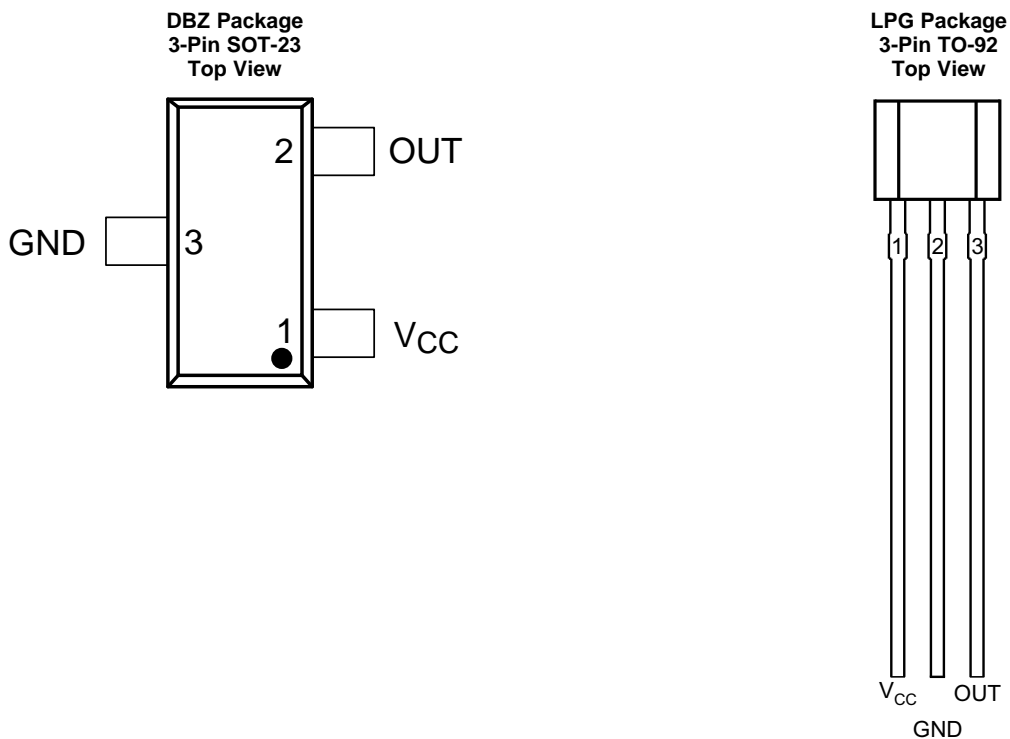 DBZ Package
3-Pin SOT-23
Top View
2 OUT
GND 3
1 VCC
LPG Package
3-Pin TO-92
Top View
1 2 3
VCC OUT
GND